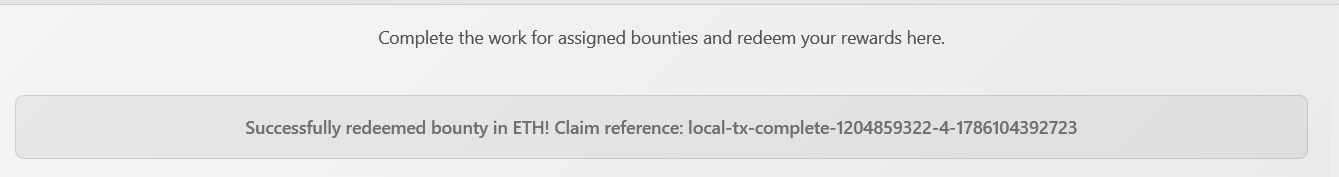 Complete the work for assigned bounties and redeem your rewards here.
Successfully redeemed bounty in ETH! Claim reference: local-tx-complete-1204859322-4-1786104392723